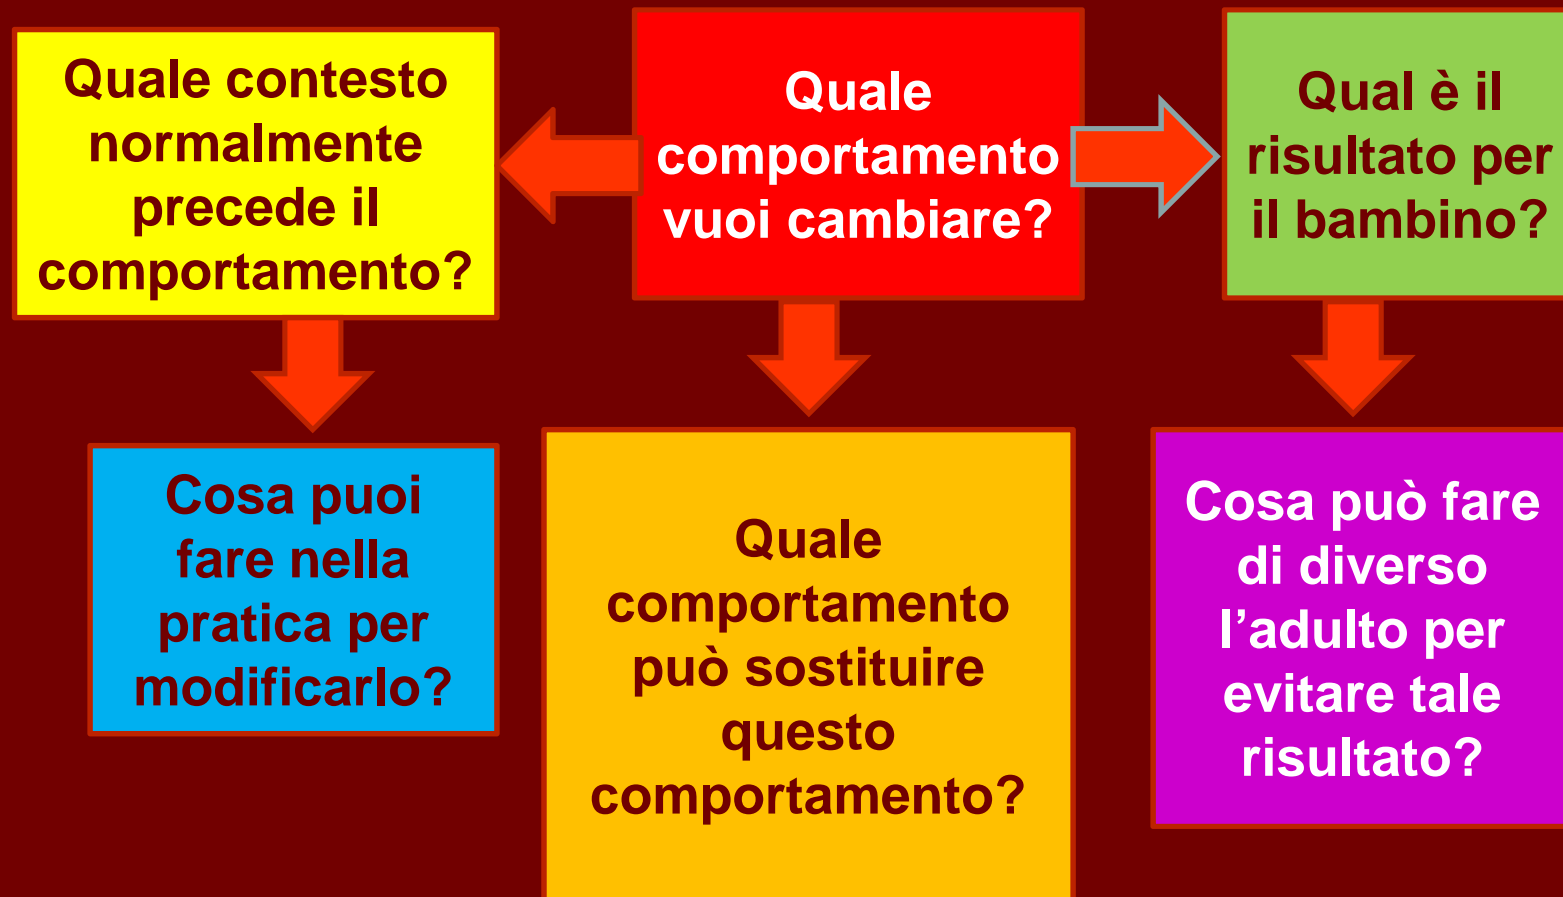 Quale contesto
normalmente
precede il
comportamento?
Quale
comportamento
vuoi cambiare?
Qual è il
risultato per
il bambino?
Cosa puoi
fare nella
pratica per
modificarlo?
Quale
comportamento
può sostituire
questo
comportamento?
Cosa può fare
di diverso
l’adulto per
evitare tale
risultato?